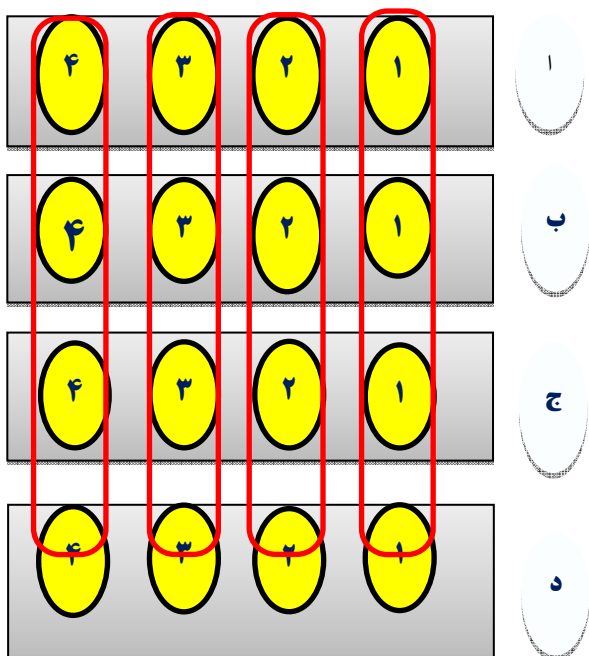 ا ۱ ۲ ۳ ۴
ب ۱ ۲ ۳ ۴
ج ۱ ۲ ۳ ۴
د ۱ ۲ ۳ ۴